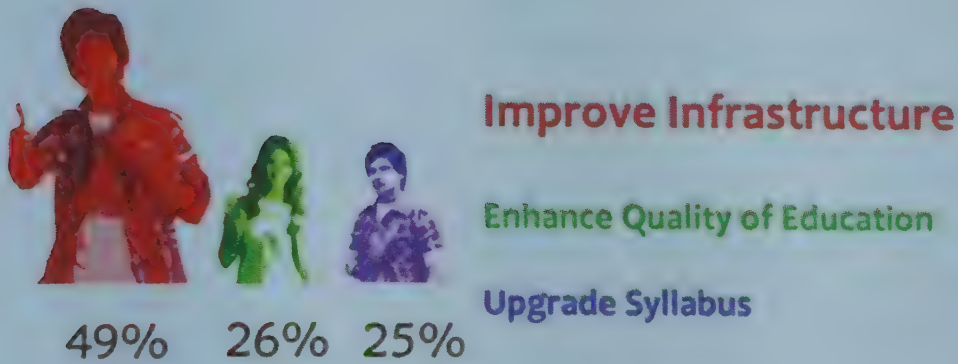 Improve Infrastructure
Enhance Quality of Education
Upgrade Syllabus
49% 26% 25%